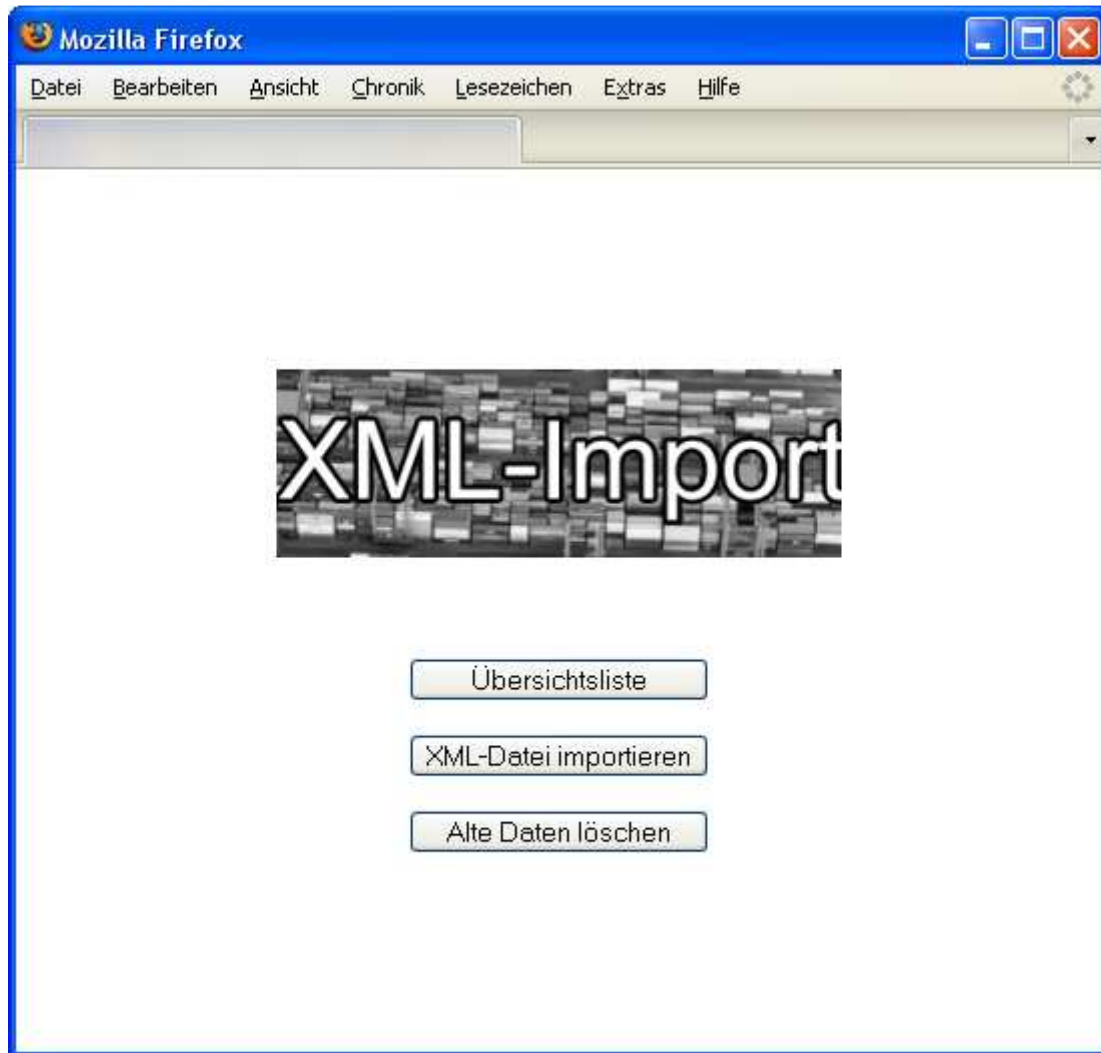 Mozilla Firefox
Datei Bearbeiten Ansicht Chronik Lesezeichen Extras Hilfe
XML-Import
Übersichtsliste
XML-Datei importieren
Alte Daten löschen